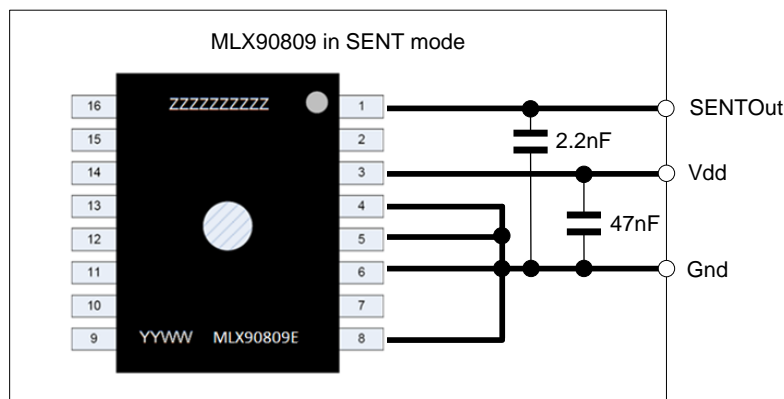 MLX90809 in SENT mode
ZZZZZZZZZZ
16
1
SENTOut
15
2
2.2nF
14
3
Vdd
13
4
12
5
47nF
11
6
Gnd
10
7
9
YYWW MLX90809E
8